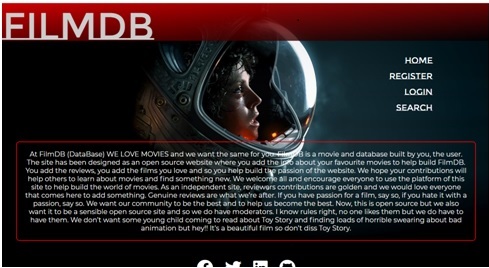 FILMDB
HOME
REGISTER
LOGIN
SEARCH
At FilmDB (DataBase) WE LOVE MOVIES and we want the same for you. FilmDB is a movie and database built by you, the user.
The site has been designed as an open source website where you add the info about your favourite movies to help build FilmDB.
You add the reviews, you add the films you love and so you help build the passion of the website. We hope your contributions will
help others to learn about movies and find something new. We welcome all and encourage everyone to use the platform of this
site to help build the world of movies. As an independent site, reviewers contributions are golden and we would love everyone
that comes here to add something. Genuine reviews are what we're after. If you have passion for a film, say so, if you hate it with a
passion, say so. We want our community to be the best and to help us become the best. Now, this is open source but we also
want it to be a sensible open source site and so we do have moderators. I know rules right, no one likes them but we do have to
have them. We don't want some young child coming to read about Toy Story and finding loads of horrible swearing about bad
animation but hey!! It's a beautiful film so don't diss Toy Story.